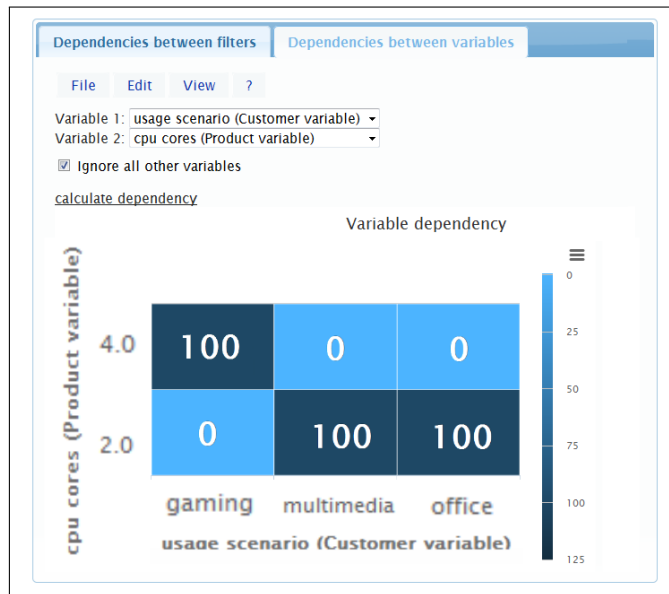 Dependencies between filters Dependencies between variables
File Edit View ?
Variable 1: usage scenario (Customer variable)
Variable 2: cpu cores (Product variable)
Ignore all other variables
calculate dependency
Variable dependency
cpu cores (Product variable)
4.0 100 0 0
2.0 0 100 100
gaming multimedia office
usage scenario (Customer variable)
0
25
50
75
100
125